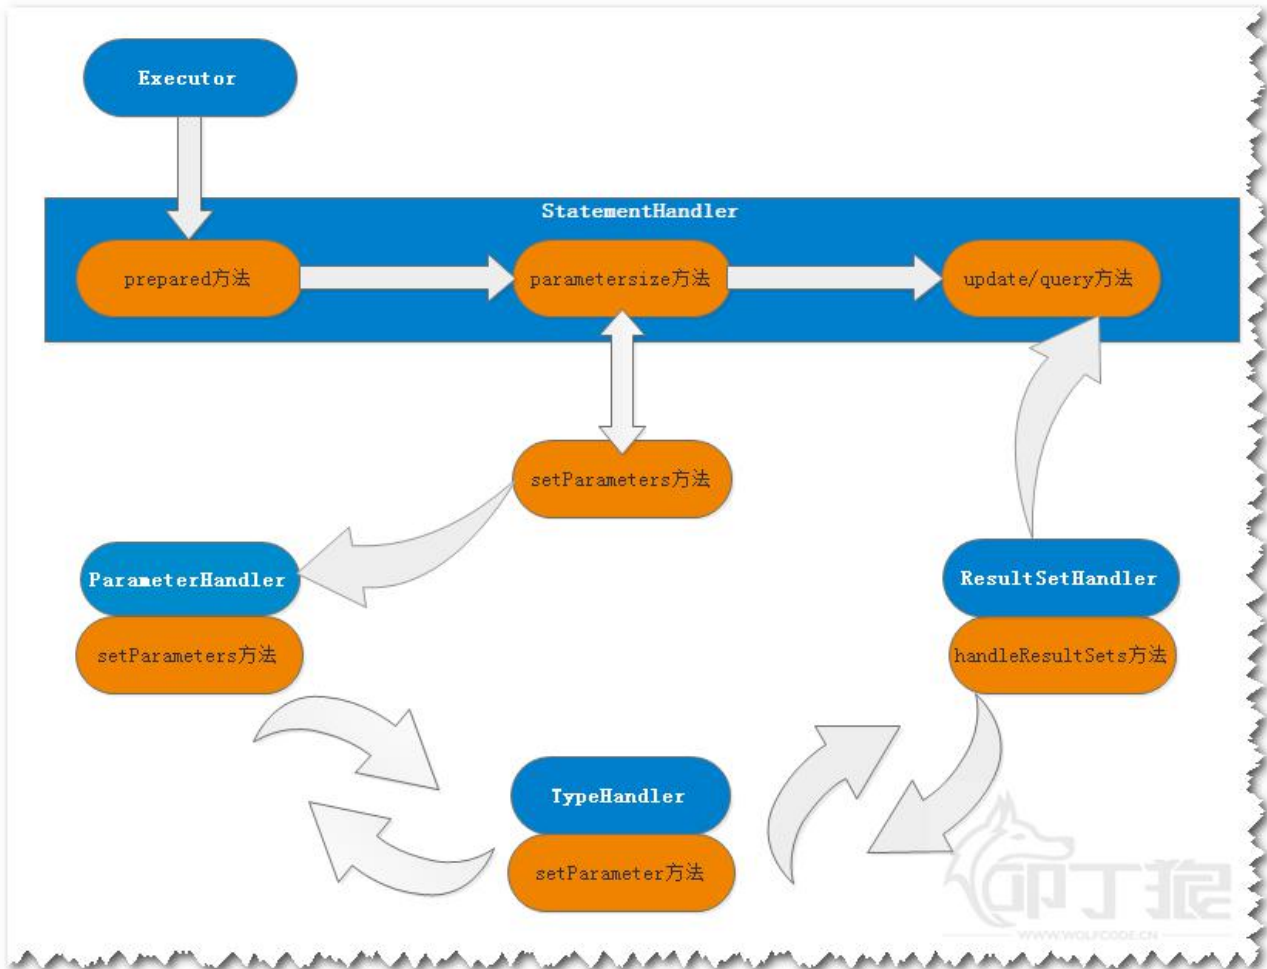 Executor
StatementHandler
prepared方法
parametersize方法
update/query方法
setParameters方法
ParameterHandler
ResultSetHandler
setParameters方法
handleResultSets方法
TypeHandler
setParameter方法
叩丁狼
WWW.WOLFCODE.CN